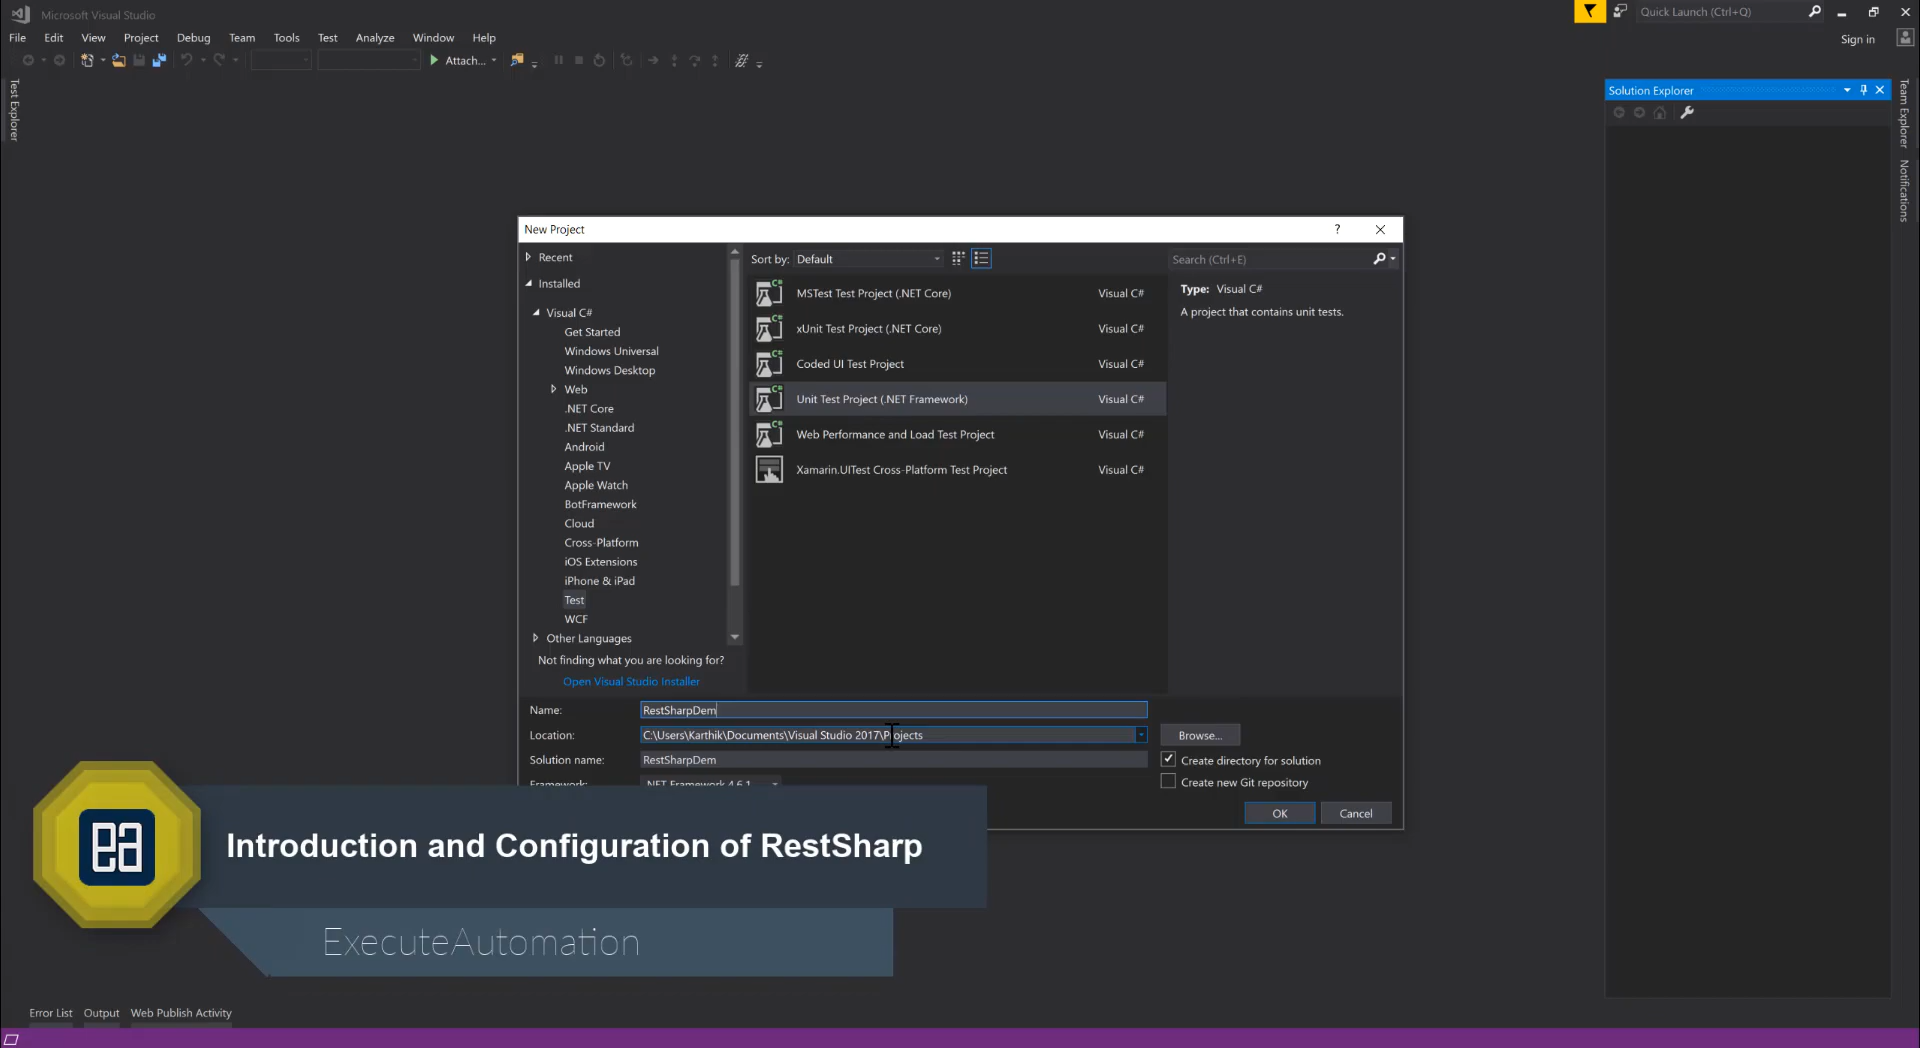 Microsoft Visual Studio
Quick Launch (Ctrl+Q)
File Edit View Project Debug Team Tools Test Analyze Window Help
Sign in
Attach...
Test Explorer
Solution Explorer
Team Explorer
Notifications
New Project
?
Recent
Installed
Visual C#
Get Started
Windows Universal
Windows Desktop
Web
.NET Core
.NET Standard
Android
Apple TV
Apple Watch
BotFramework
Cloud
Cross-Platform
iOS Extensions
iPhone & iPad
Test
WCF
Other Languages
Not finding what you are looking for?
Open Visual Studio Installer
Sort by: Default
Search (Ctrl+E)
MSTest Test Project (.NET Core) Visual C#
xUnit Test Project (.NET Core) Visual C#
Coded UI Test Project Visual C#
Unit Test Project (.NET Framework) Visual C#
Web Performance and Load Test Project Visual C#
Xamarin.UITest Cross-Platform Test Project Visual C#
Type: Visual C#
A project that contains unit tests.
Name: RestSharpDem
Location: C:\Users\Karthik\Documents\Visual Studio 2017\Projects
Browse...
Solution name: RestSharpDem
Create directory for solution
Framework: .NET Framework 4.6.1
Create new Git repository
OK Cancel
ea
Introduction and Configuration of RestSharp
ExecuteAutomation
Error List Output Web Publish Activity